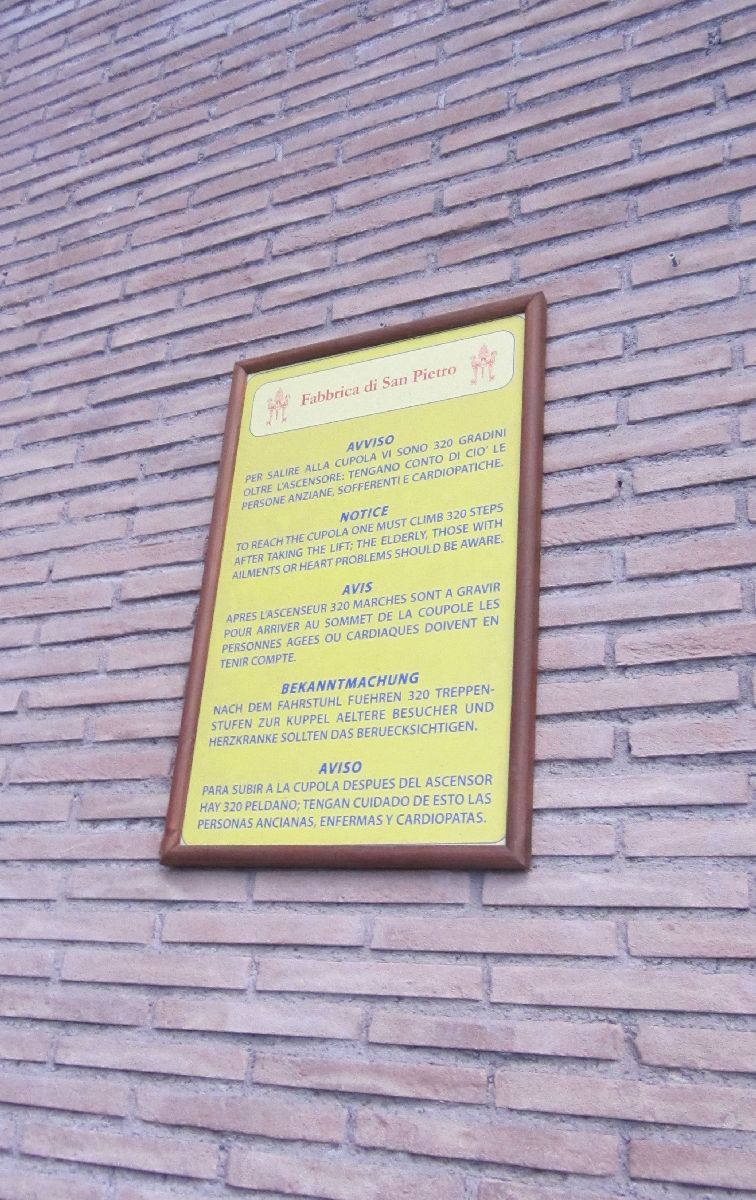 Fabbrica di San Pietro
AVVISO
PER SALIRE ALLA CUPOLA VI SONO 320 GRADINI
OLTRE L'ASCENSORE: TENGANO CONTO DI CIO' LE
PERSONE ANZIANE, SOFFERENTI E CARDIOPATICHE.
NOTICE
TO REACH THE CUPOLA ONE MUST CLIMB 320 STEPS
AFTER TAKING THE LIFT; THE ELDERLY, THOSE WITH
AILMENTS OR HEART PROBLEMS SHOULD BE AWARE.
AVIS
APRES L'ASCENSEUR 320 MARCHES SONT A GRAVIR
POUR ARRIVER AU SOMMET DE LA COUPOLE LES
PERSONNES AGEES OU CARDIAQUES DOIVENT EN
TENIR COMPTE.
BEKANNTMACHUNG
NACH DEM FAHRSTUHL FUEHREN 320 TREPPEN-
STUFEN ZUR KUPPEL AELTERE BESUCHER UND
HERZKRANKE SOLLTEN DAS BERUECKSICHTIGEN.
AVISO
PARA SUBIR A LA CUPOLA DESPUES DEL ASCENSOR
HAY 320 PELDANO; TENGAN CUIDADO DE ESTO LAS
PERSONAS ANCIANAS, ENFERMAS Y CARDIOPATAS.